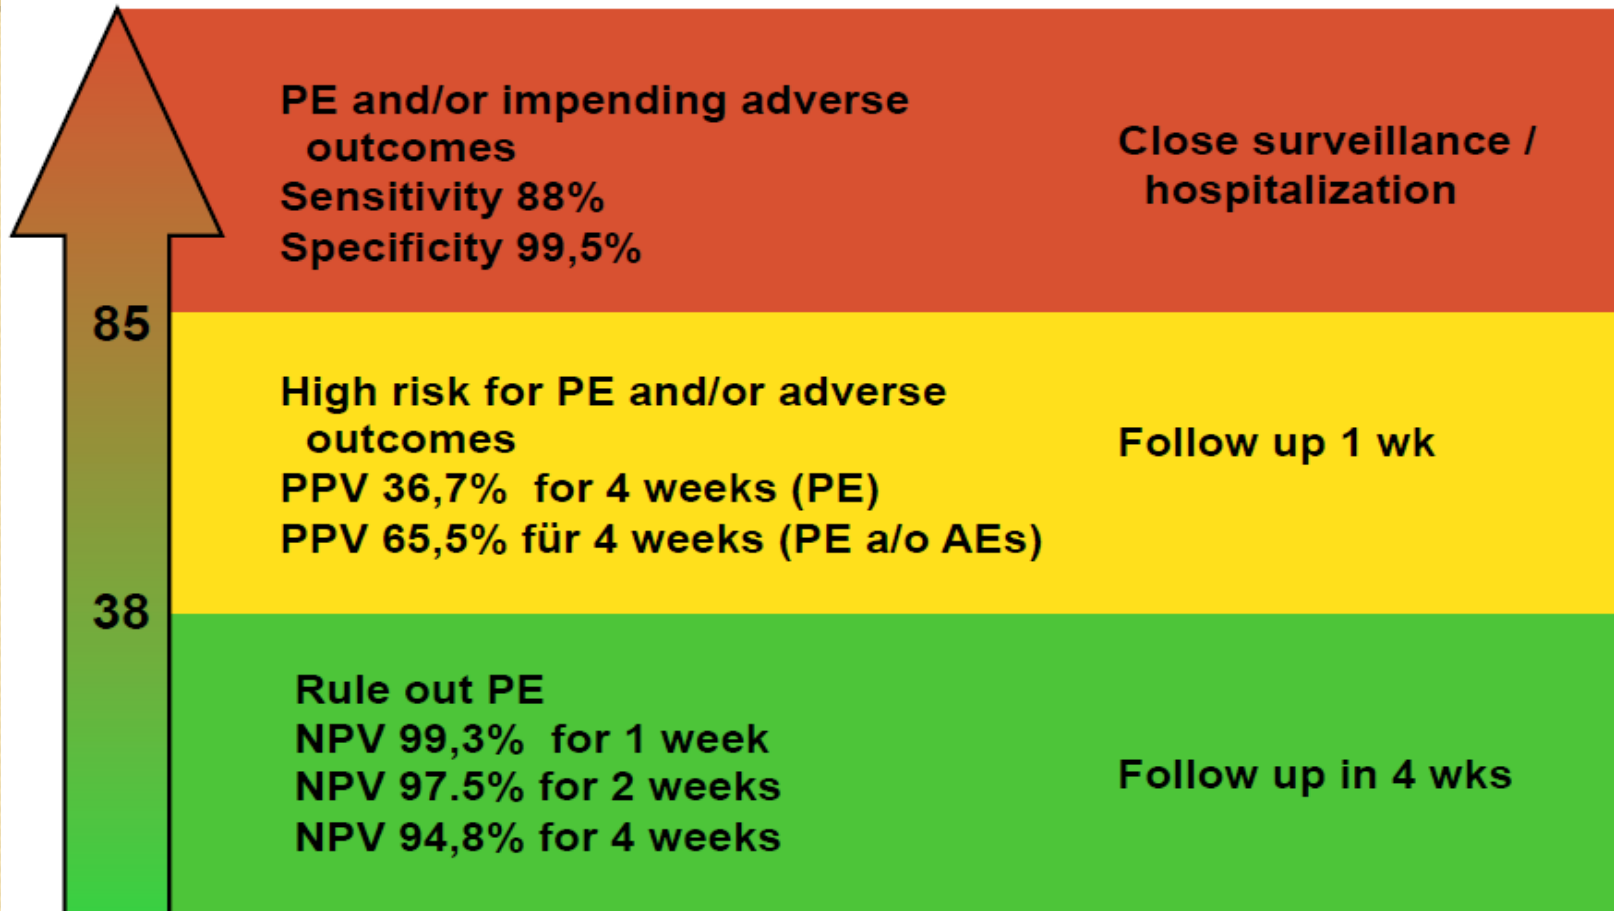 PE and/or impending adverse
outcomes
Sensitivity 88%
Specificity 99,5%
Close surveillance /
hospitalization
85
High risk for PE and/or adverse
outcomes
PPV 36,7%  for 4 weeks (PE)
PPV 65,5% für 4 weeks (PE a/o AEs)
Follow up 1 wk
38
Rule out PE
NPV 99,3%  for 1 week
NPV 97.5% for 2 weeks
NPV 94,8% for 4 weeks
Follow up in 4 wks